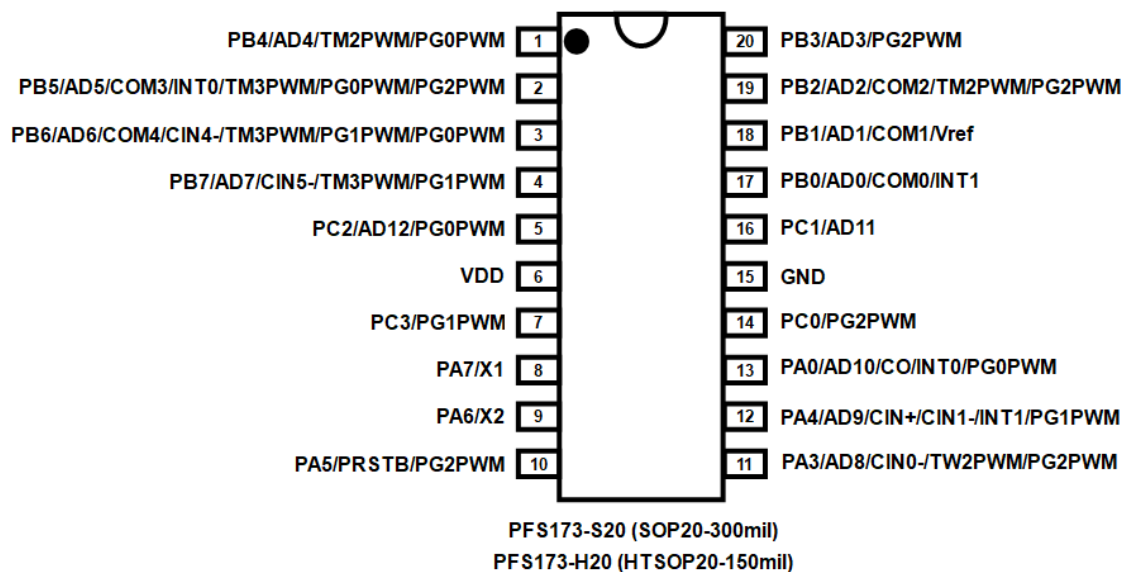 PB4/AD4/TM2PWM/PG0PWM 1 20 PB3/AD3/PG2PWM
PB5/AD5/COM3/INT0/TM3PWM/PG0PWM/PG2PWM 2 19 PB2/AD2/COM2/TM2PWM/PG2PWM
PB6/AD6/COM4/CIN4-/TM3PWM/PG1PWM/PG0PWM 3 18 PB1/AD1/COM1/Vref
PB7/AD7/CIN5-/TM3PWM/PG1PWM 4 17 PB0/AD0/COM0/INT1
PC2/AD12/PG0PWM 5 16 PC1/AD11
VDD 6 15 GND
PC3/PG1PWM 7 14 PC0/PG2PWM
PA7/X1 8 13 PA0/AD10/CO/INT0/PG0PWM
PA6/X2 9 12 PA4/AD9/CIN+/CIN1-/INT1/PG1PWM
PA5/PRSTB/PG2PWM 10 11 PA3/AD8/CIN0-/TW2PWM/PG2PWM
PFS173-S20 (SOP20-300mil)
PFS173-H20 (HTSOP20-150mil)